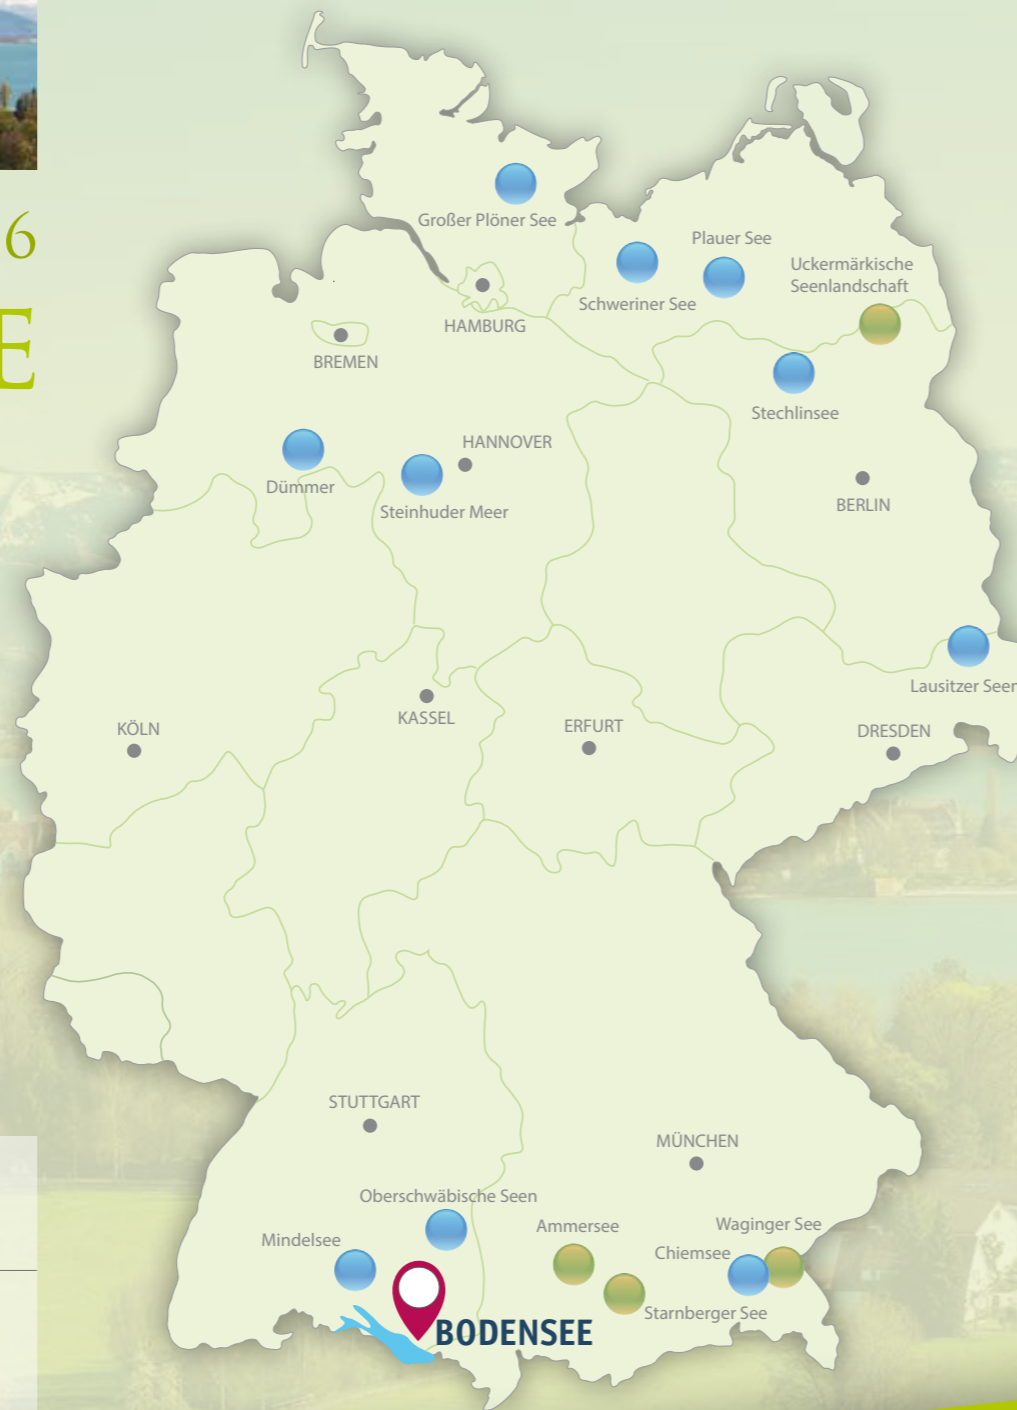 6
E
Großer Plöner See
Plauer See
Uckermärkische
Seenlandschaft
Schweriner See
HAMBURG
BREMEN
Stechlinsee
HANNOVER
Dümmer
Steinhuder Meer
BERLIN
Lausitzer Seen
KASSEL
ERFURT
KÖLN
DRESDEN
STUTTGART
MÜNCHEN
Oberschwäbische Seen
Mindelsee
Ammersee
Waginger See
Chiemsee
Starnberger See
BODENSEE